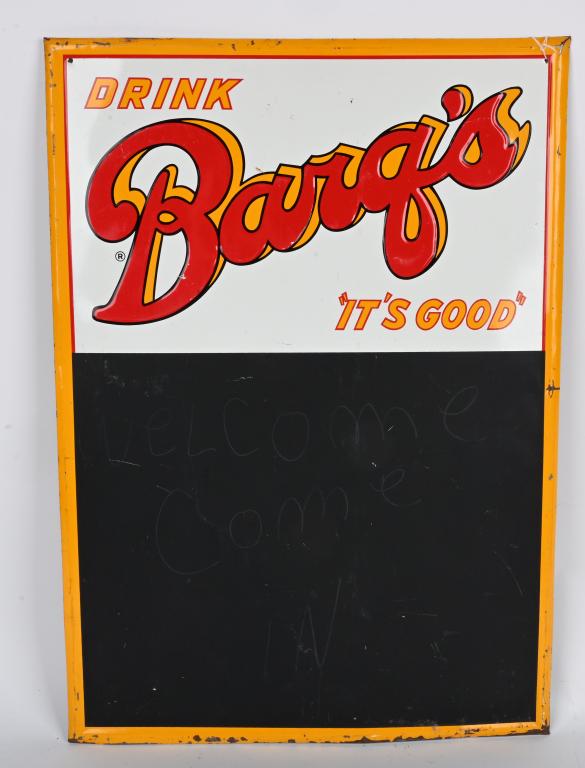 DRINK
Barq's
®
"IT'S GOOD"
WELCOME
Come
IN